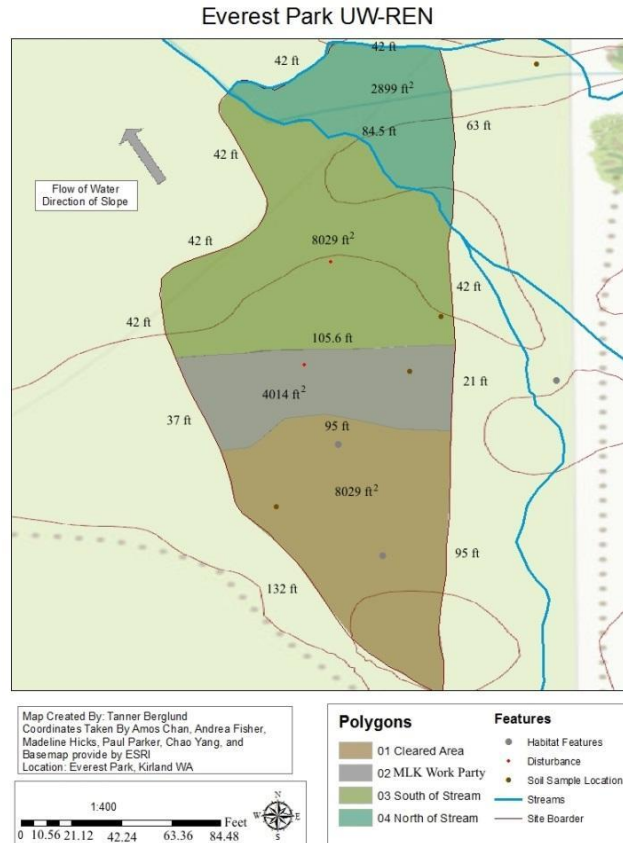 Everest Park UW-REN
42 ft
42 ft
2899 ft²
84.5 ft
63 ft
42 ft
Flow of Water
Direction of Slope
42 ft
8029 ft²
42 ft
42 ft
105.6 ft
21 ft
4014 ft²
37 ft
95 ft
8029 ft²
95 ft
132 ft
Map Created By: Tanner Berglund
Coordinates Taken By Amos Chan, Andrea Fisher,
Madeline Hicks, Paul Parker, Chao Yang, and
Basemap provide by ESRI
Location: Everest Park, Kirland WA
1:400
Feet
0 10.56 21.12 42.24 63.36 84.48
N
W E
S
Polygons
01 Cleared Area
02 MLK Work Party
03 South of Stream
04 North of Stream
Features
Habitat Features
Disturbance
Soil Sample Location
Streams
Site Boarder